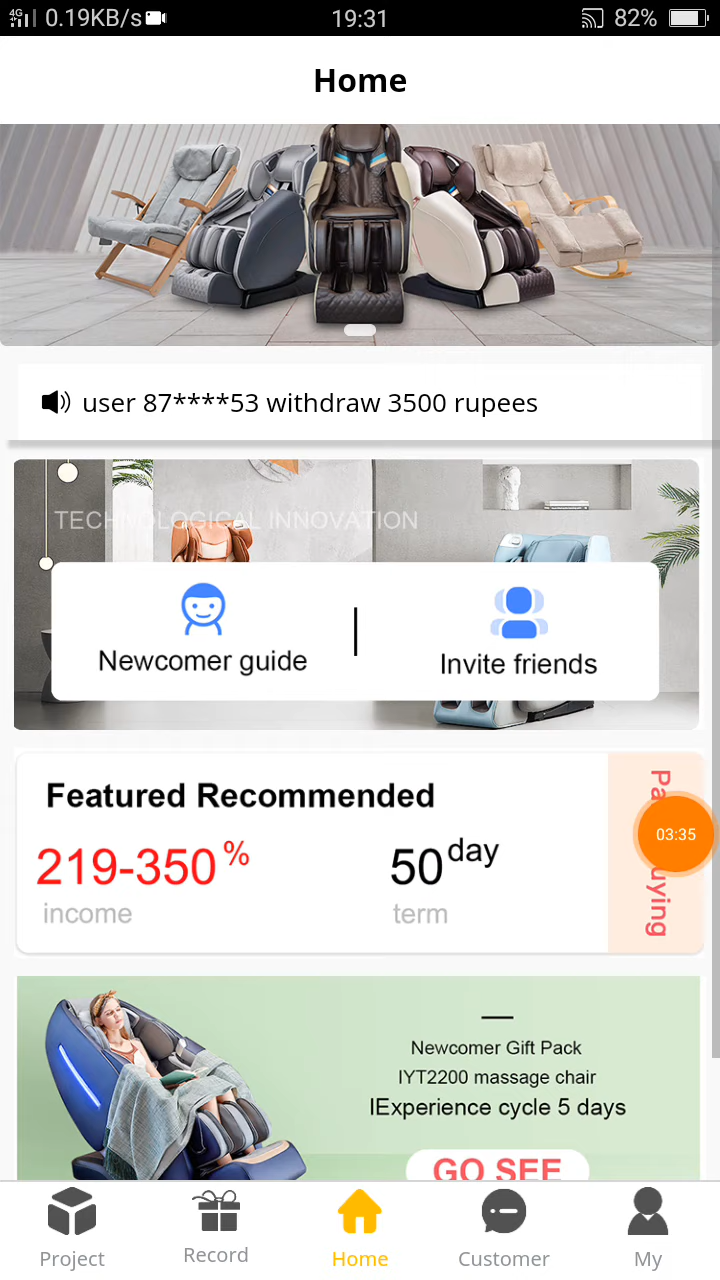 4G 0.19KB/s 19:31 82%
Home
user 87****53 withdraw 3500 rupees
TECHNOLOGICAL INNOVATION
Newcomer guide
Invite friends
Featured Recommended
219-350%
50day
income
term
03:35
Newcomer Gift Pack
IYT2200 massage chair
IExperience cycle 5 days
GO SEE
Project
Record
Home
Customer
My